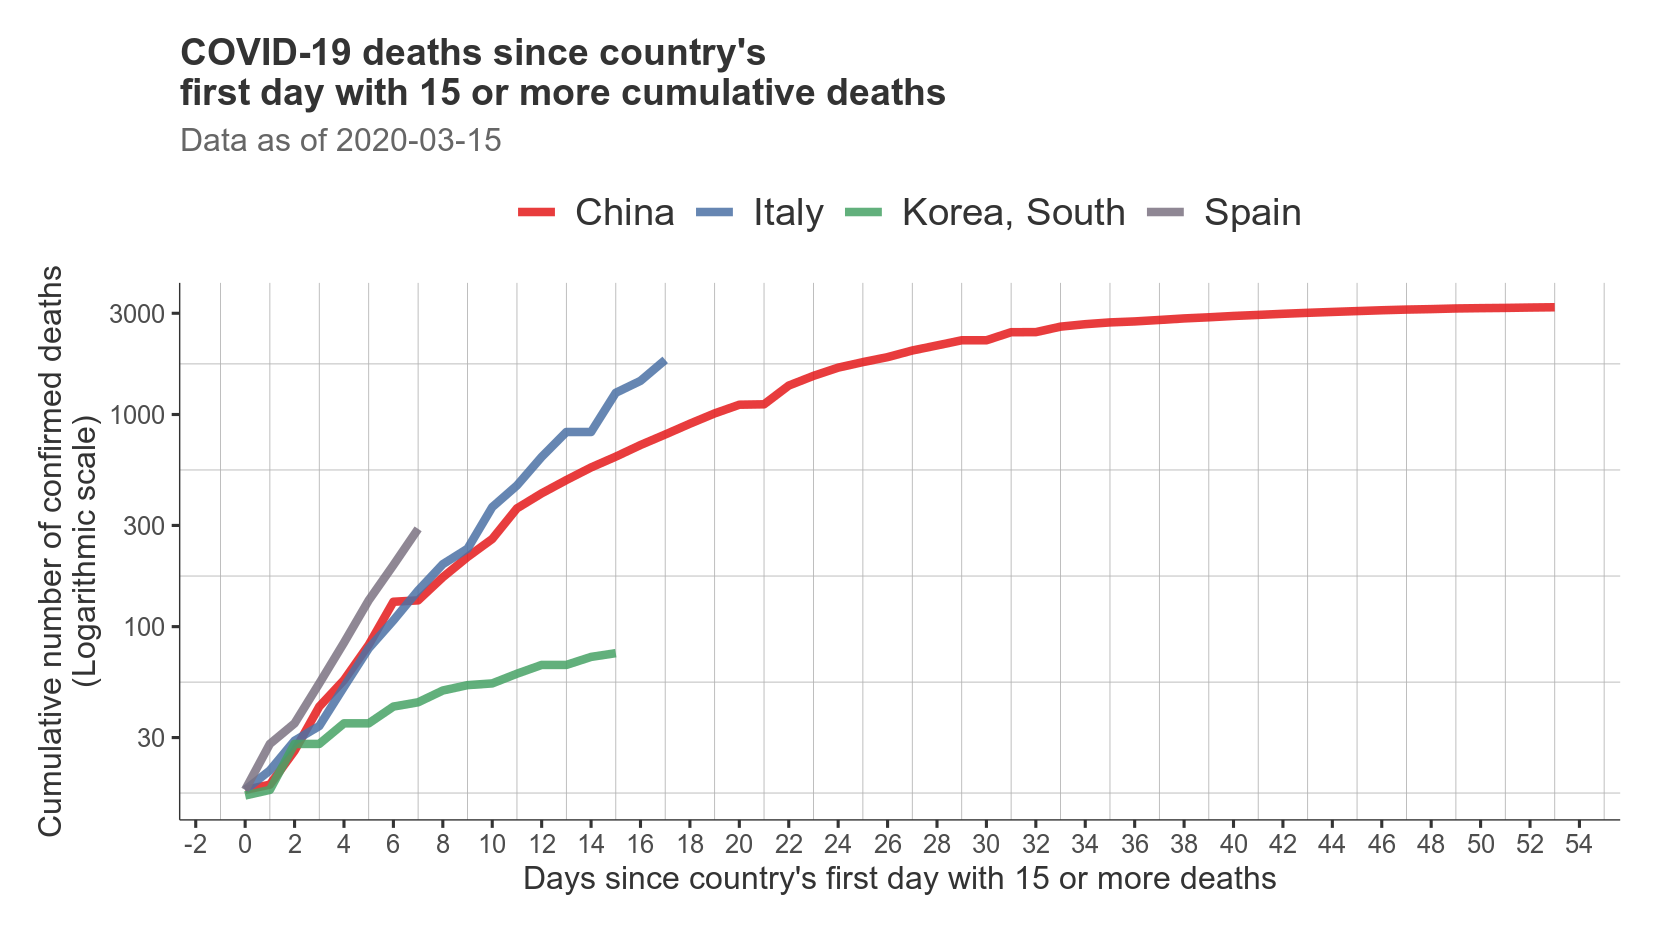 COVID-19 deaths since country's
first day with 15 or more cumulative deaths
Data as of 2020-03-15
China Italy Korea, South Spain
Cumulative number of confirmed deaths
(Logarithmic scale)
3000
1000
300
100
30
-2 0 2 4 6 8 10 12 14 16 18 20 22 24 26 28 30 32 34 36 38 40 42 44 46 48 50 52 54
Days since country's first day with 15 or more deaths